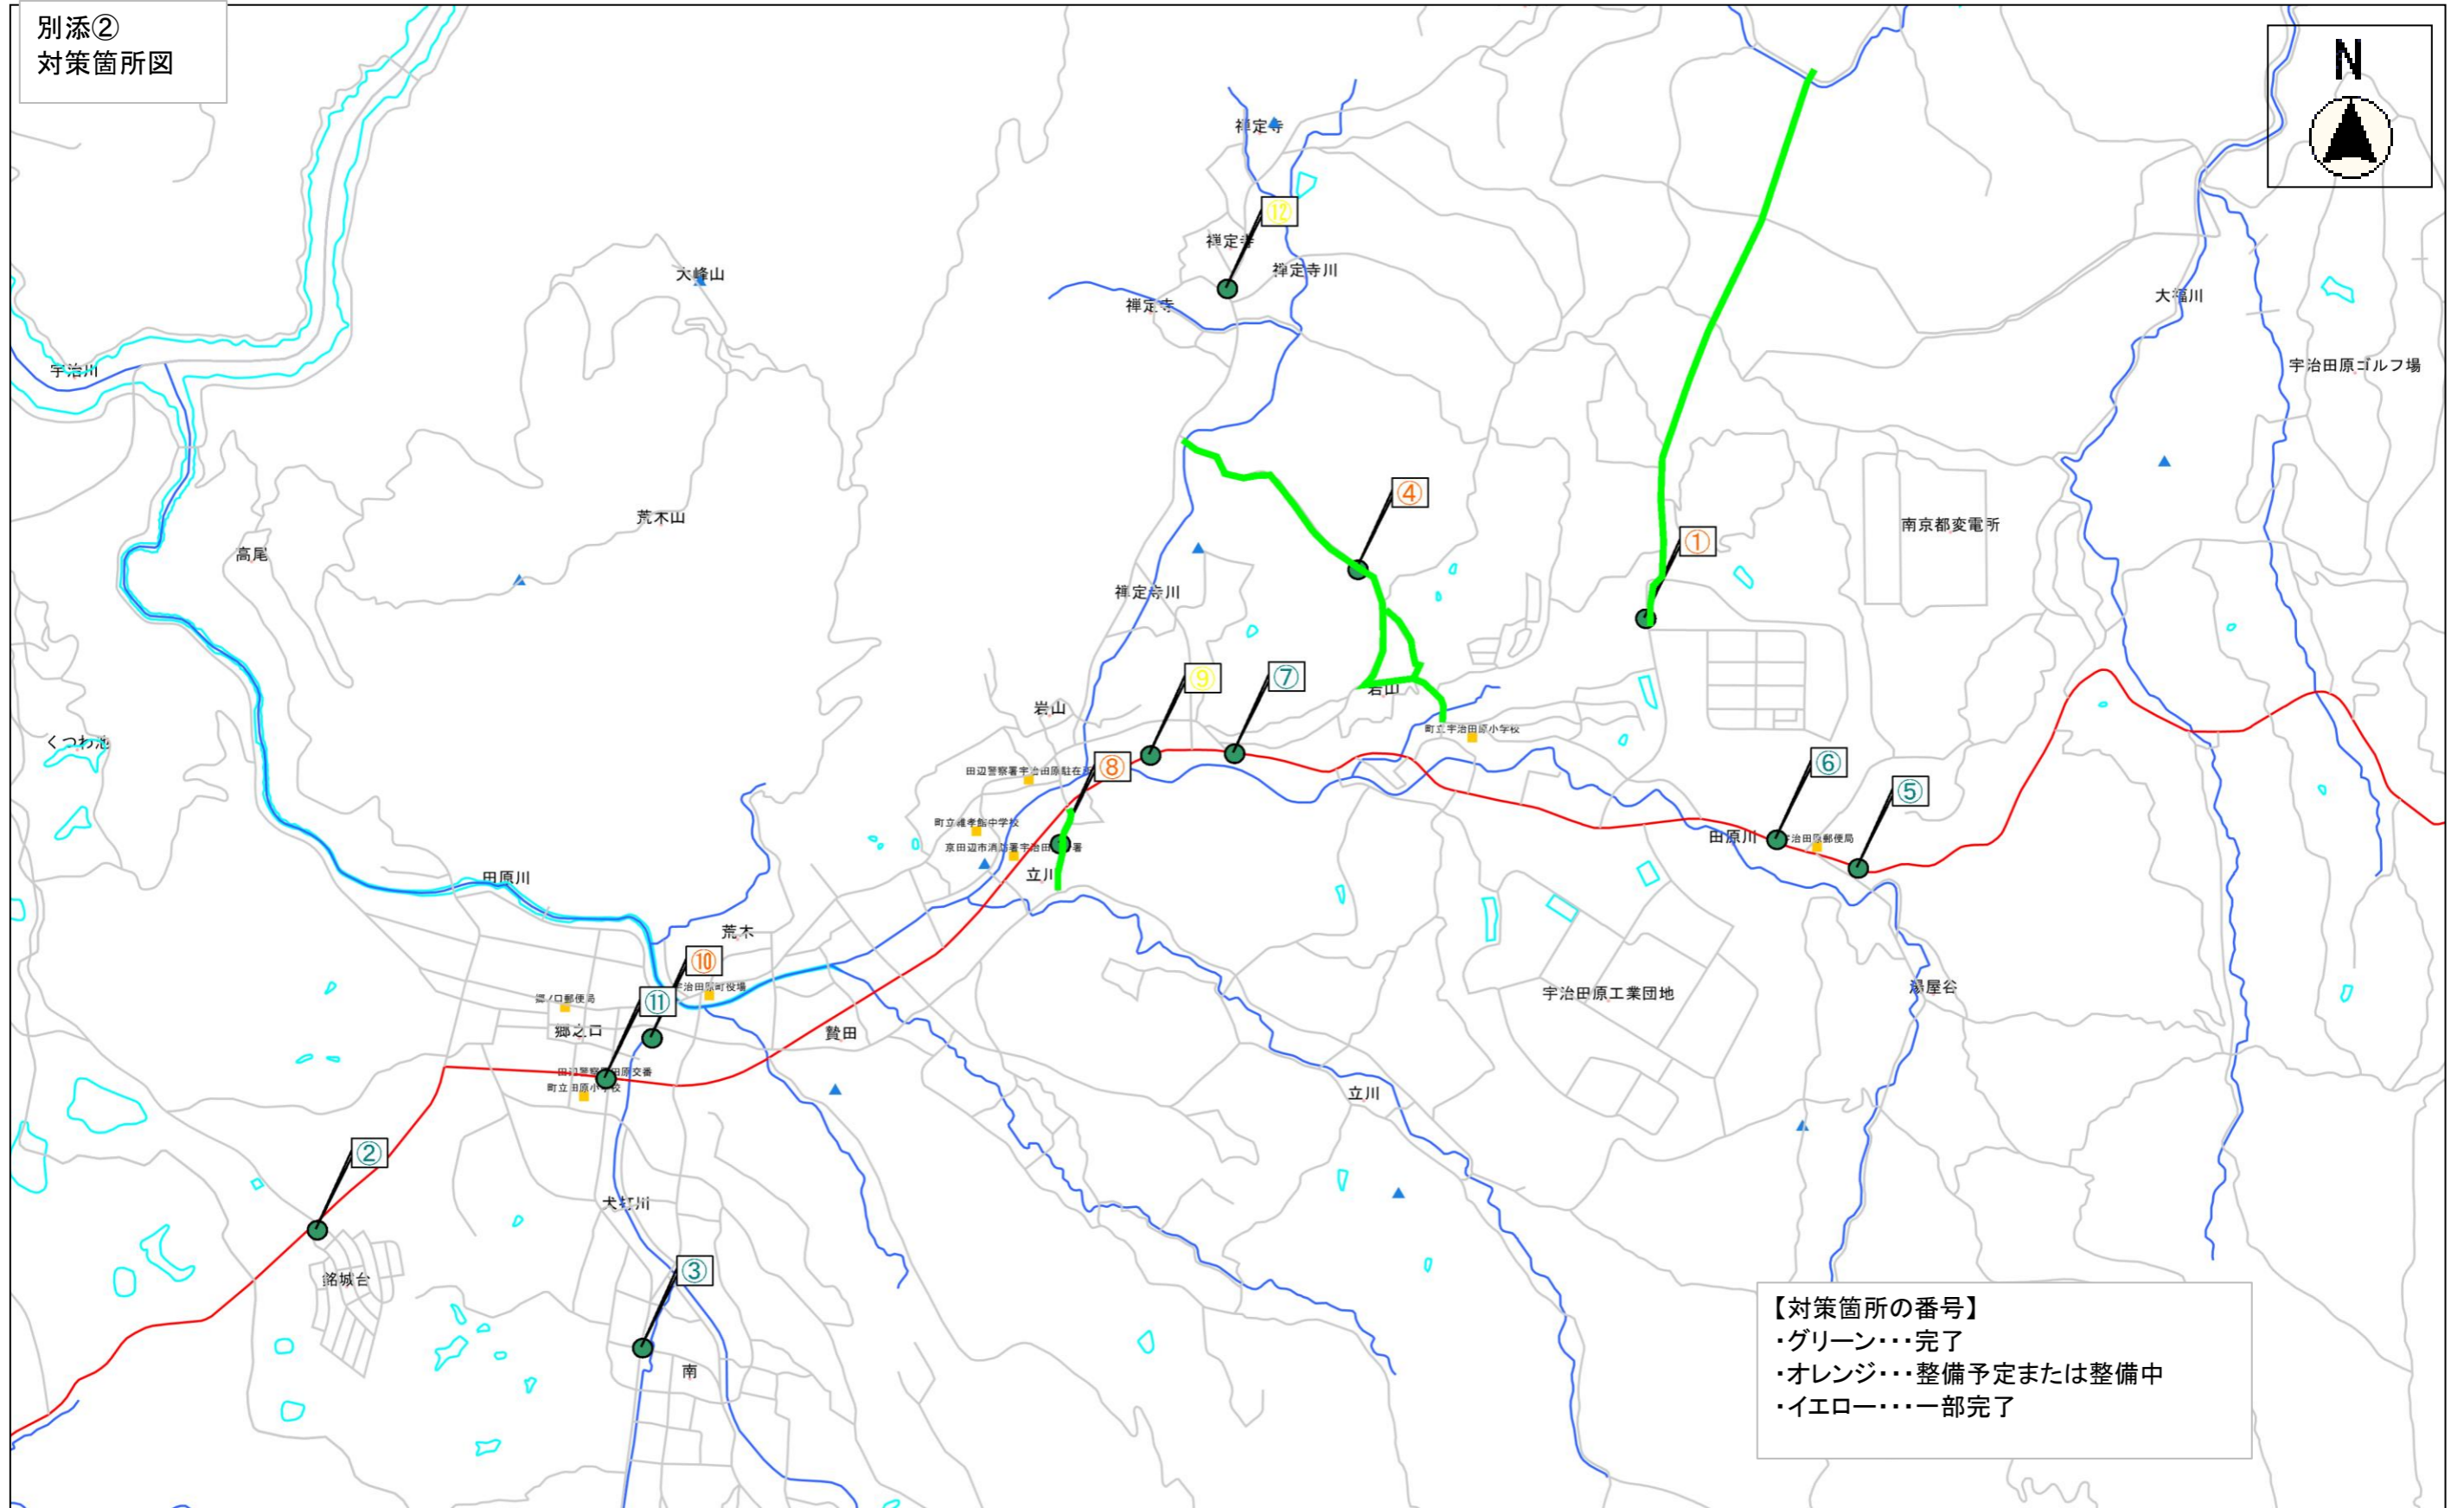 別添②
対策箇所図
N
禅定寺
⑫
禅定寺
禅定寺川
禅定寺
大峰山
大福川
宇治川
宇治田原ゴルフ場
④
荒木山
高尾
南京都変電所
①
禅定寺川
⑨
⑦
岩山
岩山
くつわ池
町立宇治田原小学校
田辺警察署宇治田原駐在所
⑧
⑥
⑤
町立維孝館中学校
京田辺市消防署宇治田原分署
田原川
宇治田原郵便局
立川
田原川
荒木
⑩
宇治田原町役場
郷ノ口郵便局
⑪
宇治田原工業団地
湯屋谷
郷之口
贄田
田辺警察署田原交番
町立田原小学校
立川
②
犬打川
③
銘城台
南
【対策箇所の番号】
・グリーン・・・完了
・オレンジ・・・整備予定または整備中
・イエロー・・・一部完了